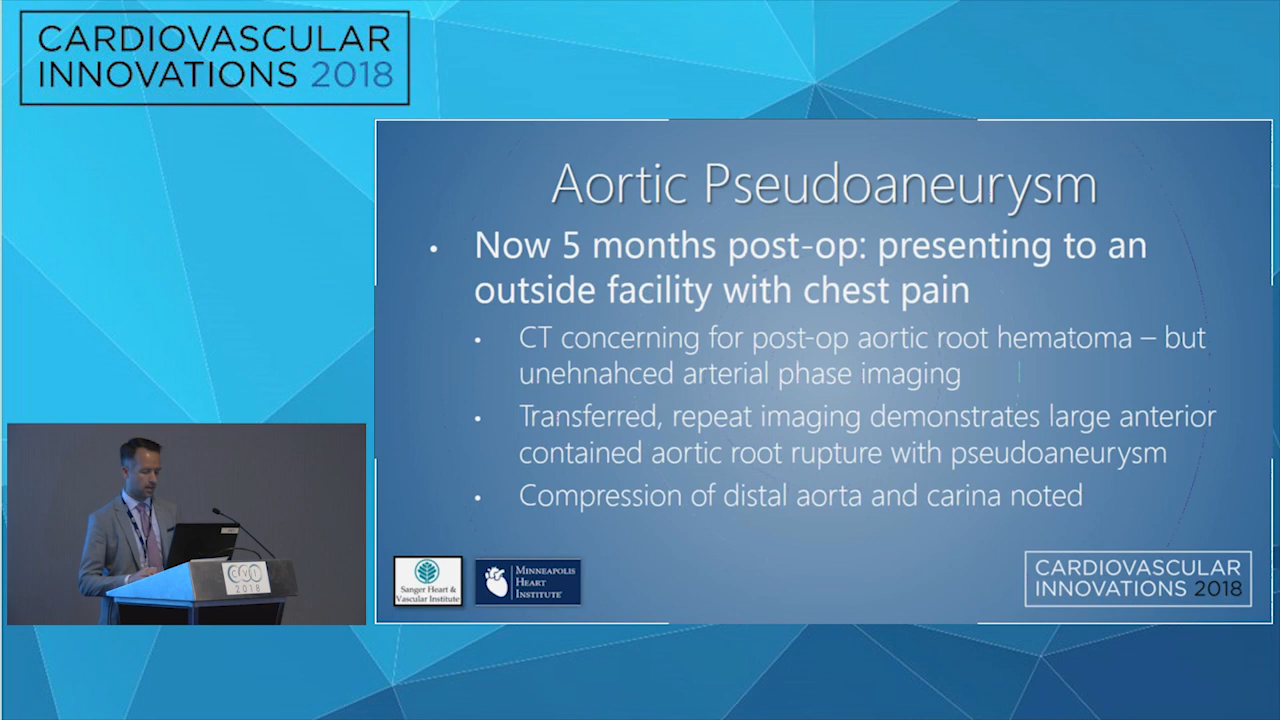 CARDIOVASCULAR
INNOVATIONS 2018
Aortic Pseudoaneurysm
• Now 5 months post-op: presenting to an
outside facility with chest pain
• CT concerning for post-op aortic root hematoma – but
unehnahced arterial phase imaging
• Transferred, repeat imaging demonstrates large anterior
contained aortic root rupture with pseudoaneurysm
• Compression of distal aorta and carina noted
Sanger Heart &
Vascular Institute
MINNEAPOLIS
HEART
INSTITUTE
CARDIOVASCULAR
INNOVATIONS 2018
CVI
2018